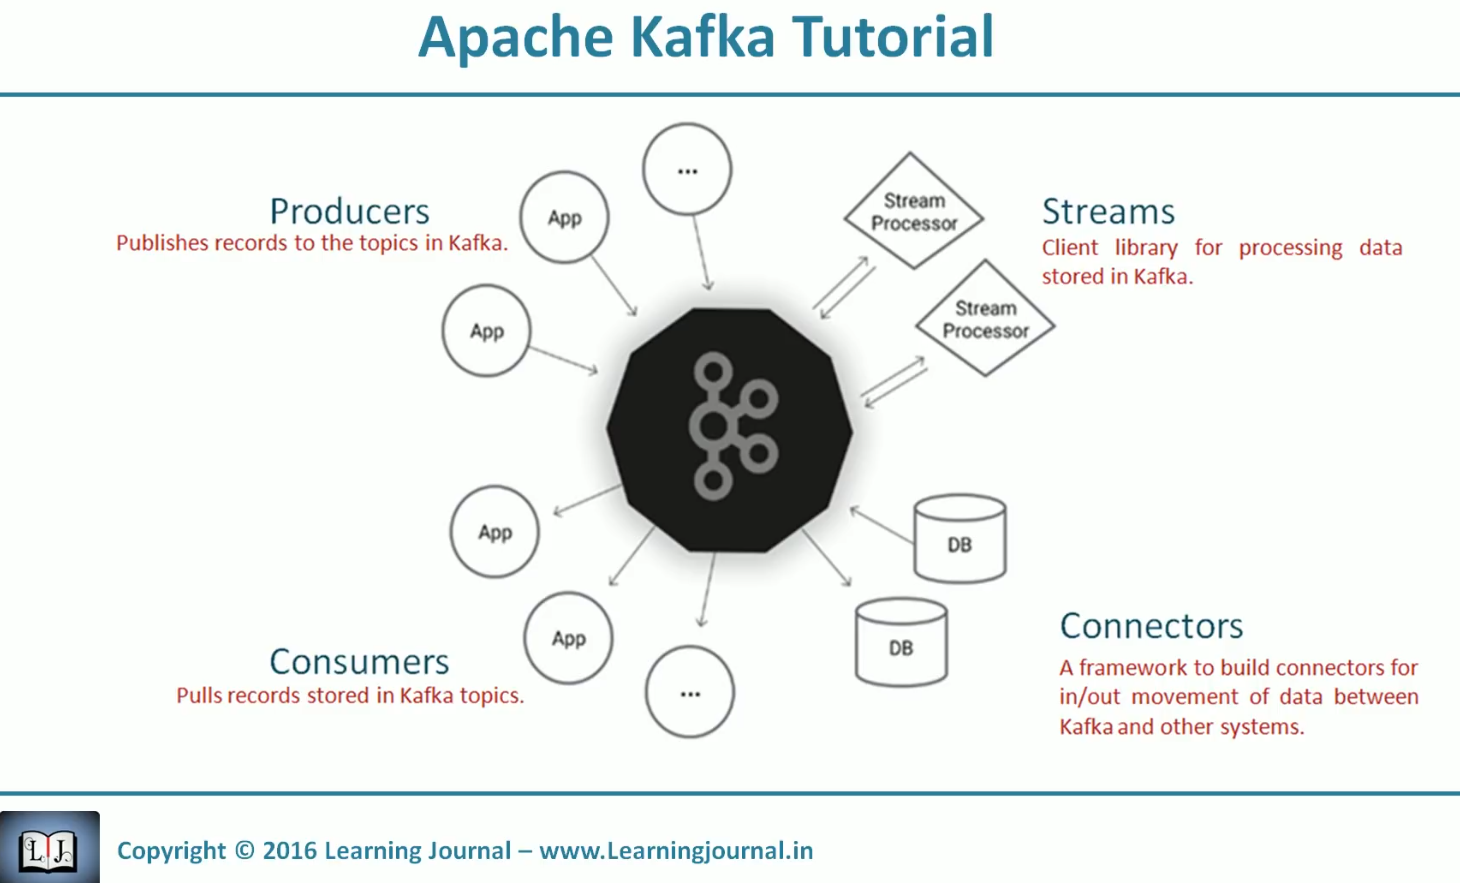 Apache Kafka Tutorial
...
App
Producers
Publishes records to the topics in Kafka.
App
Stream
Processor
Streams
Client library for processing data
stored in Kafka.
Stream
Processor
App
App
...
Consumers
Pulls records stored in Kafka topics.
DB
DB
Connectors
A framework to build connectors for
in/out movement of data between
Kafka and other systems.
LJ
Copyright © 2016 Learning Journal – www.Learningjournal.in